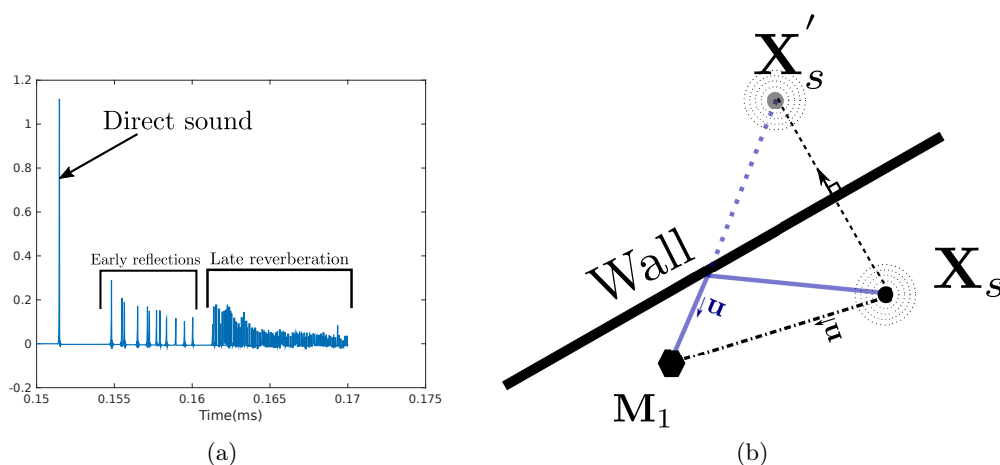 1.2
1
0.8
0.6
0.4
0.2
0
-0.2
0.15
0.155
0.16
0.165
0.17
0.175
Time(ms)
Direct sound
Early reflections
Late reverberation
(a)
X's
Wall
Xs
u
u
M1
(b)